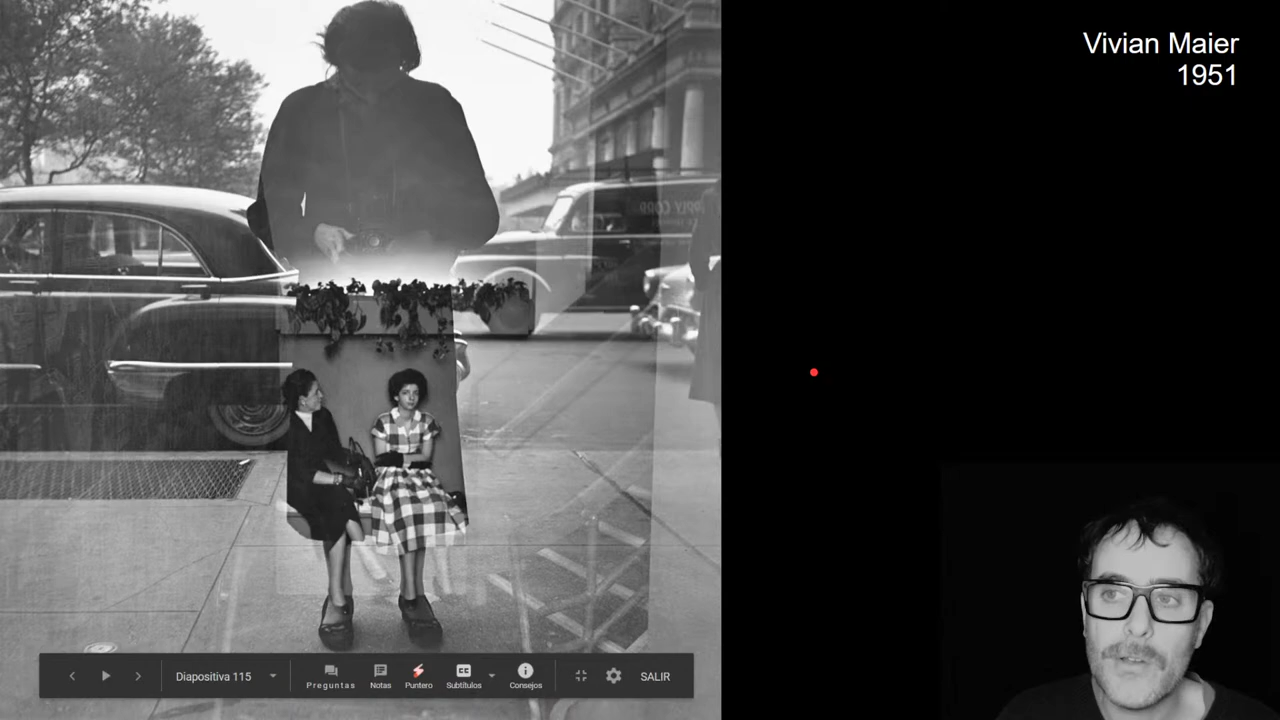 Vivian Maier
1951
Diapositiva 115
Preguntas
Notas
Puntero
Subtítulos
Consejos
SALIR